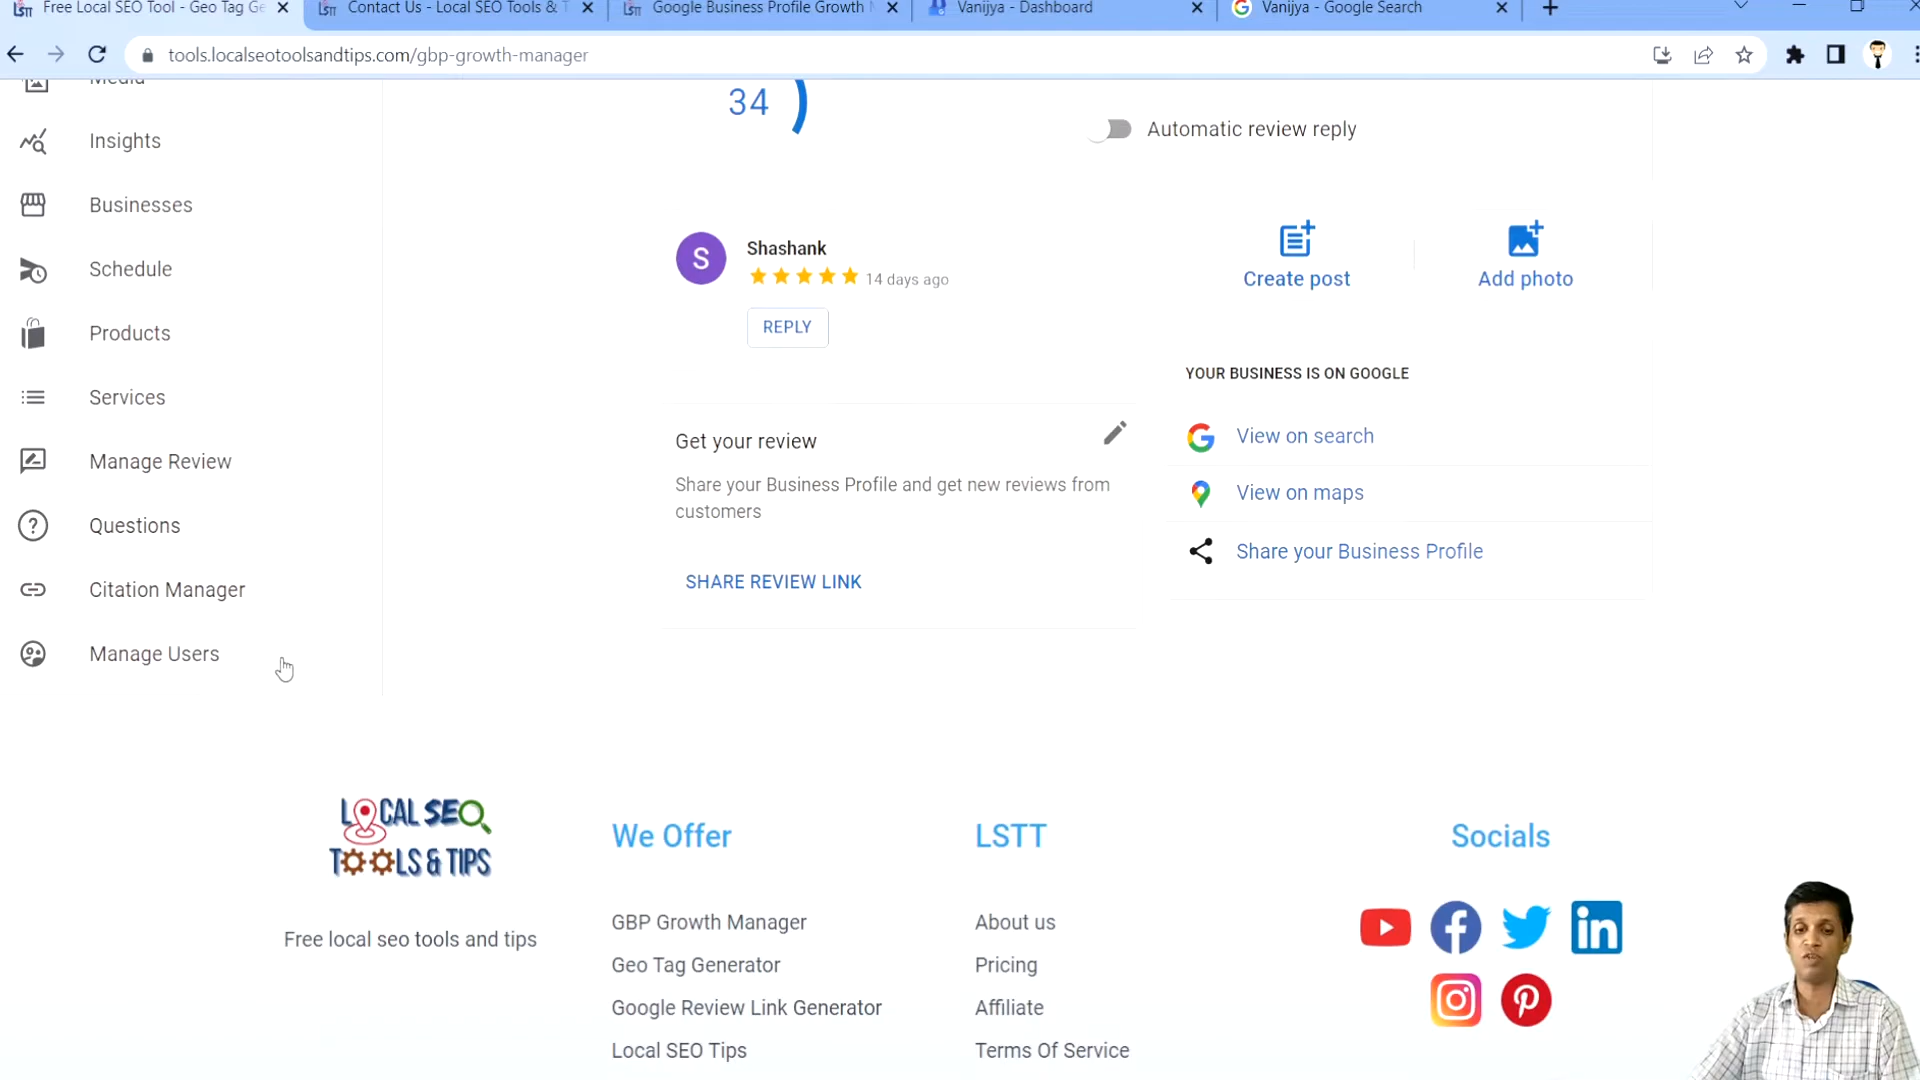 Free Local SEO Tool - Geo Tag Ge
Contact Us - Local SEO Tools & T
Google Business Profile Growth M
Vanijya - Dashboard
Vanijya - Google Search
tools.localseotoolsandtips.com/gbp-growth-manager
Media
Insights
Businesses
Schedule
Products
Services
Manage Review
Questions
Citation Manager
Manage Users
34
Automatic review reply
S
Shashank
14 days ago
REPLY
Create post
Add photo
Get your review
Share your Business Profile and get new reviews from
customers
SHARE REVIEW LINK
YOUR BUSINESS IS ON GOOGLE
View on search
View on maps
Share your Business Profile
LOCAL SEO
TOOLS & TIPS
Free local seo tools and tips
We Offer
GBP Growth Manager
Geo Tag Generator
Google Review Link Generator
Local SEO Tips
LSTT
About us
Pricing
Affiliate
Terms Of Service
Socials